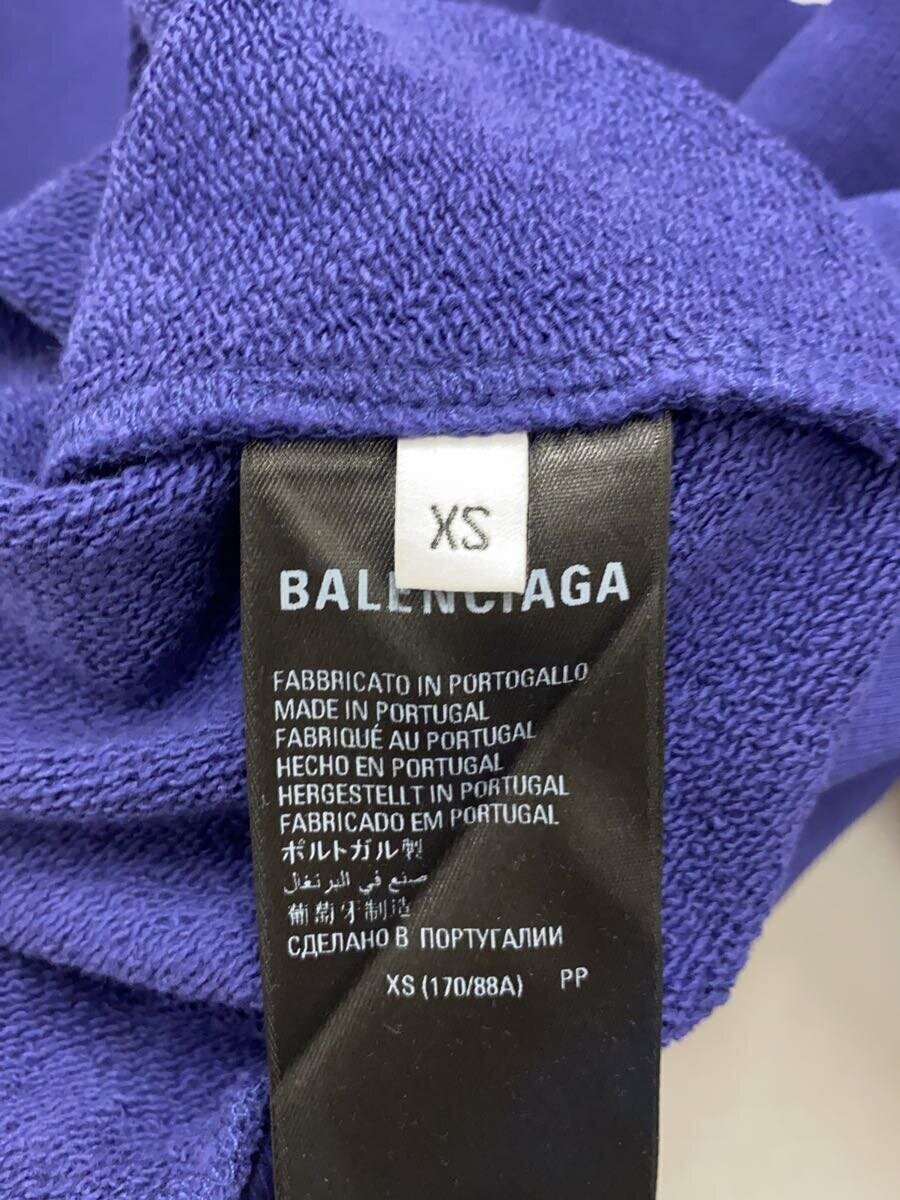 XS
BALENCIAGA
FABBRICATO IN PORTOGALLO
MADE IN PORTUGAL
FABRIQUÉ AU PORTUGAL
HECHO EN PORTUGAL
HERGESTELLT IN PORTUGAL
FABRICADO EM PORTUGAL
ポルトガル製
صنع في البرتغال
葡萄牙制造
СДЕЛАНО В ПОРТУГАЛИИ
XS (170/88A) PP